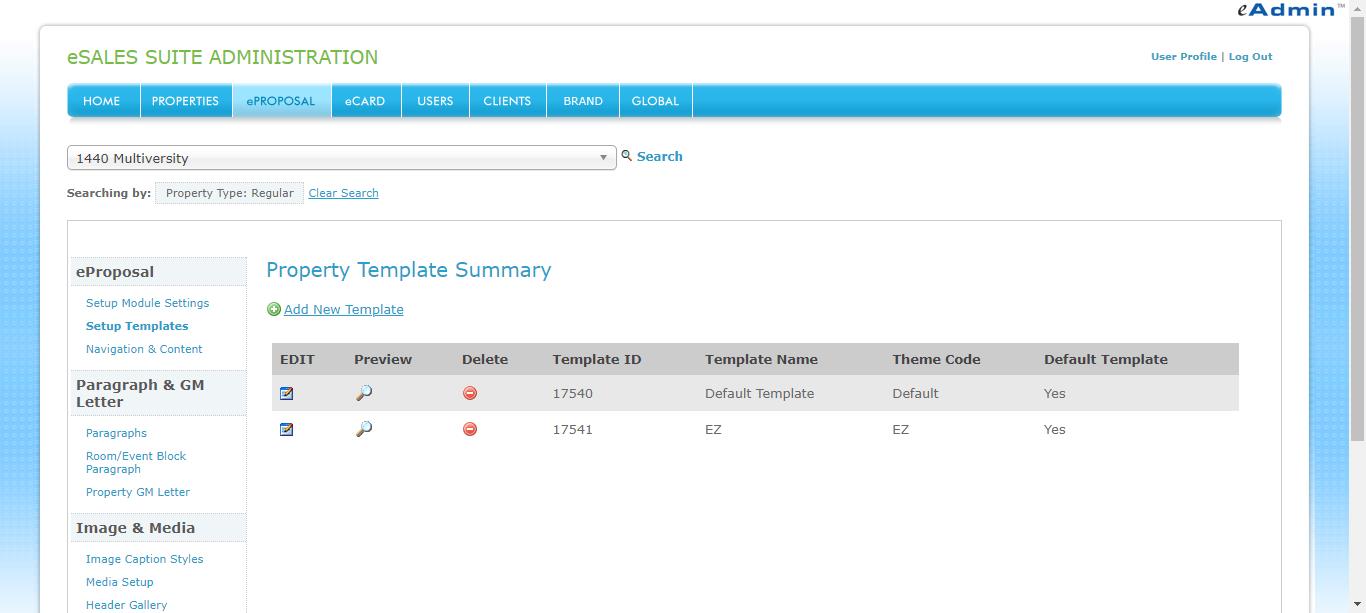 eAdmin™
eSALES SUITE ADMINISTRATION
User Profile | Log Out
HOME PROPERTIES ePROPOSAL eCARD USERS CLIENTS BRAND GLOBAL
1440 Multiversity
Search
Searching by: Property Type: Regular Clear Search
eProposal
Setup Module Settings
Setup Templates
Navigation & Content
Paragraph & GM
Letter
Paragraphs
Room/Event Block
Paragraph
Property GM Letter
Image & Media
Image Caption Styles
Media Setup
Header Gallery
Property Template Summary
Add New Template
EDIT Preview Delete Template ID Template Name Theme Code Default Template
17540 Default Template Default Yes
17541 EZ EZ Yes